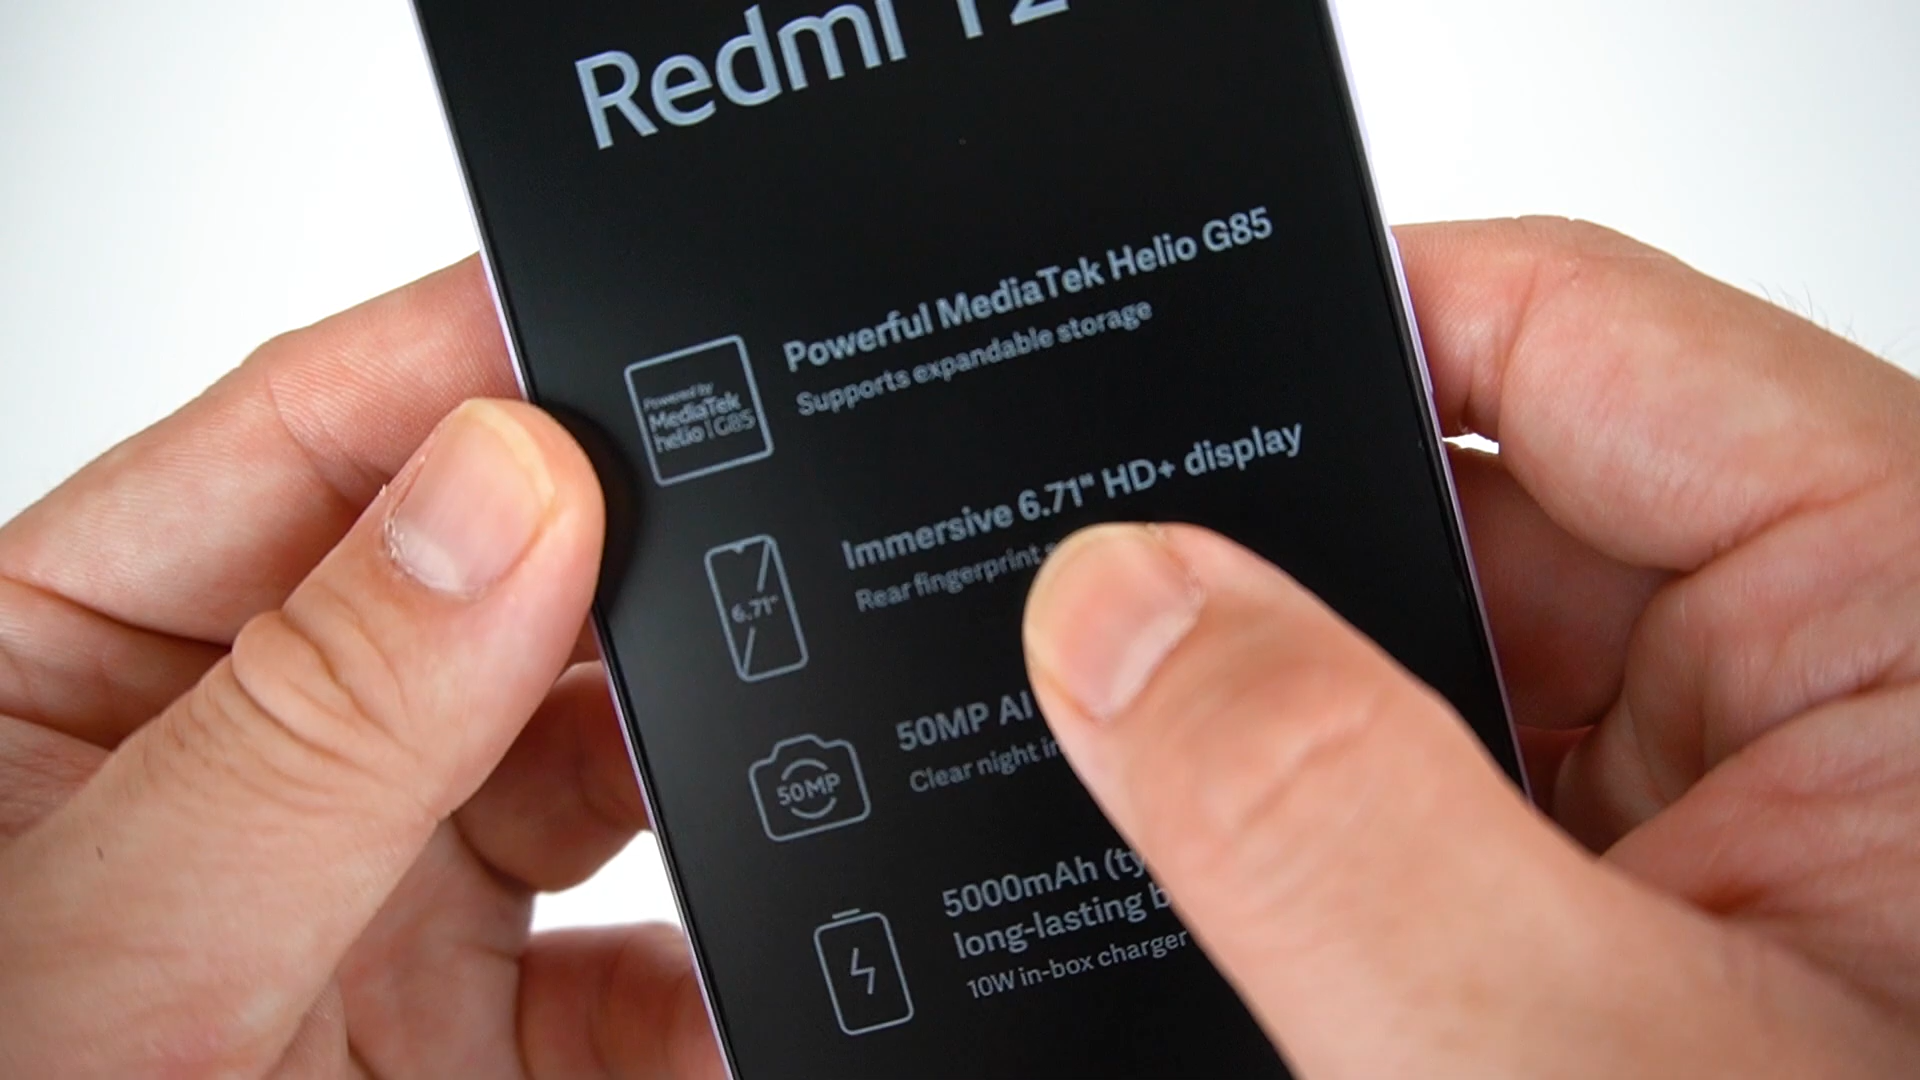 Redmi 12
Powerful MediaTek Helio G85
Supports expandable storage
Powered by
MediaTek
helio | G85
Immersive 6.71" HD+ display
Rear fingerprint
6.71"
50MP AI
Clear night
50MP
5000mAh
long-lasting
10W in-box charger